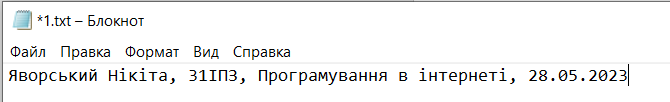 *1.txt – Блокнот
Файл Правка Формат Вид Справка
Яворський Нікіта, 31ІПЗ, Програмування в інтернеті, 28.05.2023